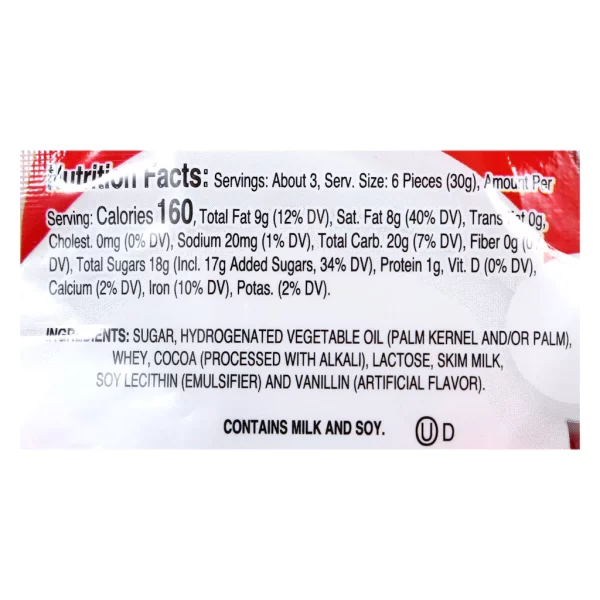 Nutrition Facts: Servings: About 3, Serv. Size: 6 Pieces (30g), Amount Per
Serving: Calories 160, Total Fat 9g (12% DV), Sat. Fat 8g (40% DV), Trans Fat 0g,
Cholest. 0mg (0% DV), Sodium 20mg (1% DV), Total Carb. 20g (7% DV), Fiber 0g (0%
DV), Total Sugars 18g (Incl. 17g Added Sugars, 34% DV), Protein 1g, Vit. D (0% DV),
Calcium (2% DV), Iron (10% DV), Potas. (2% DV).
INGREDIENTS: SUGAR, HYDROGENATED VEGETABLE OIL (PALM KERNEL AND/OR PALM),
WHEY, COCOA (PROCESSED WITH ALKALI), LACTOSE, SKIM MILK,
SOY LECITHIN (EMULSIFIER) AND VANILLIN (ARTIFICIAL FLAVOR).
CONTAINS MILK AND SOY. U D